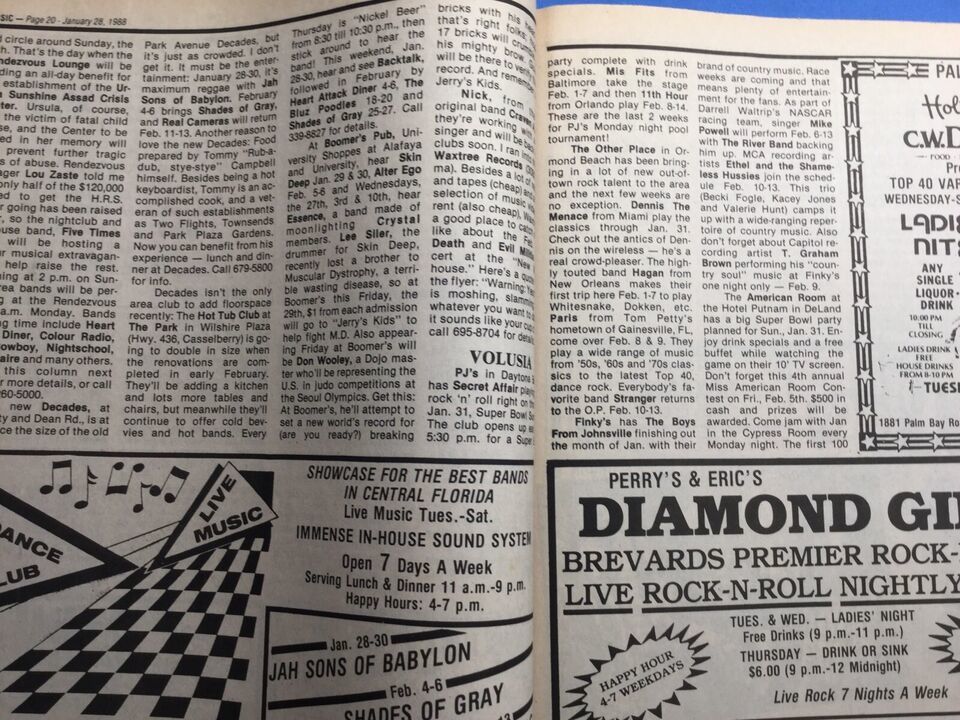 SIC — Page 20 - January 28, 1988
circle around Sunday, the
h. That's the day when the
ndezvous Lounge will be
ding an all-day benefit for
establishment of the Ur-
Sunshine Assad Crisis
ter. Ursula, of course,
the victim of fatal child
se, and the Center to be
ed in her memory will
prevent further tragic
s of abuse. Rendezvous
ager Lou Zaste told me
only half of the $120,000
ed to get the H.R.S.
r going has been raised
r, so the nightclub and
use band, Five Times
will be hosting a
r musical extravagan-
help raise the rest.
ing at 2 p.m. on Sun-
rea bands will be per-
g at the Rendezvous
a.m. Monday. Bands
ng time include Heart
Diner, Colour Radio,
owboy, Nightschool,
aire and many others.
this column next
r more details, or call
260-5000.
new Decades, at
ty and Dean Rd., is at
ce the size of the old
Park Avenue Decades, but
it's just as crowded. I don't
get it. It must be the enter-
tainment: January 28-30, it's
maximum reggae with Jah
Sons of Babylon. February
4-6 brings Shades of Gray,
and Real Cameras will return
Feb. 11-13. Another reason to
love the new Decades: Food
prepared by Tommy "Rub-a-
dub, stye-stye" Campbell
himself. Besides being a hot
keyboardist, Tommy is an ac-
complished cook, and a vet-
eran of such establishments
as Two Flights, Townsends
and Park Plaza Gardens.
Now you can benefit from his
experience — lunch and din-
ner at Decades. Call 679-5800
for info.
Decades isn't the only
area club to add floorspace
recently: The Hot Tub Club at
The Park in Wilshire Plaza
(Hwy. 436, Casselberry) is go-
ing to double in size when
the renovations are com-
pleted in early February.
They'll be adding a kitchen
and lots more tables and
chairs, but meanwhile they'll
continue to offer cold bev-
vies and hot bands. Every
Thursday is "Nickel Beer"
from 8:30 till 10:30 p.m., then
stick around to hear the
band! This weekend, Jan.
28-30, hear and see Backtalk,
followed in February by
Heart Attack Diner 4-6, The
Bluz Poodles 18-20 and
Shades of Gray 25-27. Call
339-8827 for details.
At Boomer's Pub, Uni-
versity Shoppes at Alafaya
and University, hear Skin
Deep Jan. 29 & 30, Alter Ego
Feb. 5-6 and Wednesdays,
the 27th, 3rd & 10th, hear
Essence, a band made of
moonlighting Crystal
members. Lee Siler, the
drummer for Skin Deep,
recently lost a brother to
Muscular Dystrophy, a terri-
ble wasting disease, so at
Boomer's this Friday, the
29th, $1 from each admission
will go to "Jerry's Kids" to
help fight M.D. Also appear-
ing Friday at Boomer's will
be Don Wooley, a Dojo mas-
ter who'll be representing the
U.S. in judo competitions at
the Seoul Olympics. Get this:
At Boomer's, he'll attempt to
set a new world's record for
(are you ready?) breaking
bricks with his
that's right folks,
17 bricks will crum
his mighty brow. G
will be there to verify
record. And remem
Jerry's Kids.
Nick, from
original band Craven
they're working with
singer and will be
clubs soon. I ran into
Waxtree Records
ma). Besides a lot of
and tapes (cheap) and
selection of music
rent (also cheap), Wax
a good place to catch
like about the Feb
Death and Evil
cert at the "New
house." Here's a
the flyer: "Warning:
is moshing, slamming
whatever you want to
it sounds like your cup
call 695-8704 for details
VOLUSIA
PJ's in Daytona
has Secret Affair playing
rock 'n' roll right on
Jan. 31, Super Bowl Sun
The club opens up
5:30 p.m. for a Super
party complete with drink
specials. Mis Fits from
Baltimore take the stage
Feb. 1-7 and then 11th Hour
from Orlando play Feb. 8-14.
These are the last 2 weeks
for PJ's Monday night pool
tournament!
The Other Place in Or-
mond Beach has been bring-
ing in a lot of new out-of-
town rock talent to the area
and the next few weeks are
no exception. Dennis The
Menace from Miami play the
classics through Jan. 31.
Check out the antics of Den-
nis on the wireless — he's a
real crowd-pleaser. The high-
ly touted band Hagan from
New Orleans makes their
first trip here Feb. 1-7 to play
Whitesnake, Dokken, etc.
Paris from Tom Petty's
hometown of Gainesville, FL,
come over Feb. 8 & 9. They
play a wide range of music
from '50s, '60s and '70s clas-
sics to the latest Top 40,
dance rock. Everybody's fa-
vorite band Stranger returns
to the O.P. Feb. 10-13.
Finky's has The Boys
From Johnsville finishing out
the month of Jan. with their
brand of country music. Race
weeks are coming and that
means plenty of entertain-
ment for the fans. As part of
Darrell Waltrip's NASCAR
racing team, singer Mike
Powell will perform Feb. 6-13
with The River Band backing
him up. MCA recording ar-
tists Ethel and the Shame-
less Hussies join the sched-
ule Feb. 10-13. This trio
(Becki Fogle, Kacey Jones
and Valerie Hunt) camps it
up with a wide-ranging reper-
toire of country music. Also
don't forget about Capitol re-
cording artist T. Graham
Brown performing his "coun-
try soul" music at Finky's
one night only — Feb. 9.
The American Room at
the Hotel Putnam in DeLand
has a big Super Bowl party
planned for Sun., Jan. 31. En-
joy drink specials and a free
buffet while watching the
game on their 10' TV screen.
Don't forget this 4th annual
Miss American Room Con-
test on Fri., Feb. 5th. $500 in
cash and prizes will be
awarded. Come jam with Jan
in the Cypress Room every
Monday night. The first 100
PAL
Hol
C.W. D
- FOOD -
Pr
TOP 40 VAR
WEDNESDAY-S
LADIE
NITE
ANY
SINGLE
LIQUOR
DRINK
10:00 PM
TILL
CLOSING
LADIES DRINK
FREE
HOUSE DRINKS
FROM 8-10 PM
TUES
1881 Palm Bay Ro
DANCE
CLUB
LIVE
MUSIC
SHOWCASE FOR THE BEST BANDS
IN CENTRAL FLORIDA
Live Music Tues.-Sat.
IMMENSE IN-HOUSE SOUND SYSTEM
Open 7 Days A Week
Serving Lunch & Dinner 11 a.m.-9 p.m.
Happy Hours: 4-7 p.m.
Jan. 28-30
JAH SONS OF BABYLON
Feb. 4-6
SHADES OF GRAY
PERRY'S & ERIC'S
DIAMOND GI
BREVARDS PREMIER ROCK-
LIVE ROCK-N-ROLL NIGHTLY
HAPPY HOUR
4-7 WEEKDAYS
TUES. & WED. — LADIES' NIGHT
Free Drinks (9 p.m.-11 p.m.)
THURSDAY — DRINK OR SINK
$6.00 (9 p.m.-12 Midnight)
Live Rock 7 Nights A Week